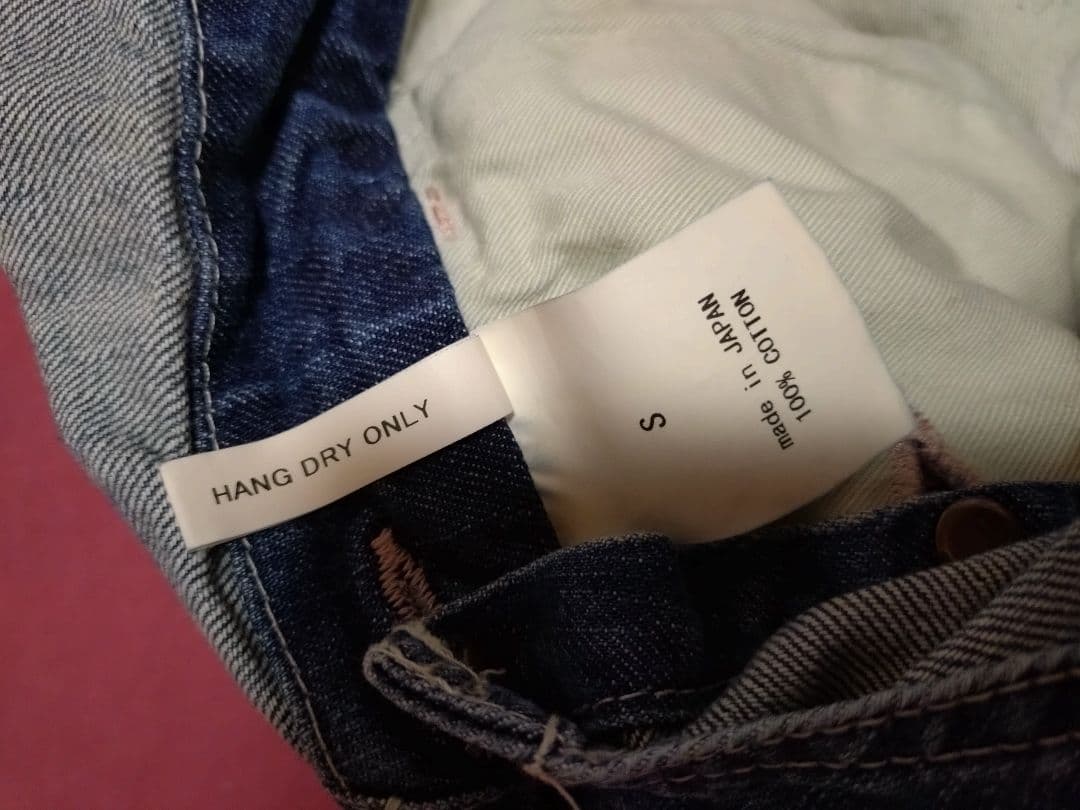 HANG DRY ONLY
S
made in JAPAN
100% COTTON